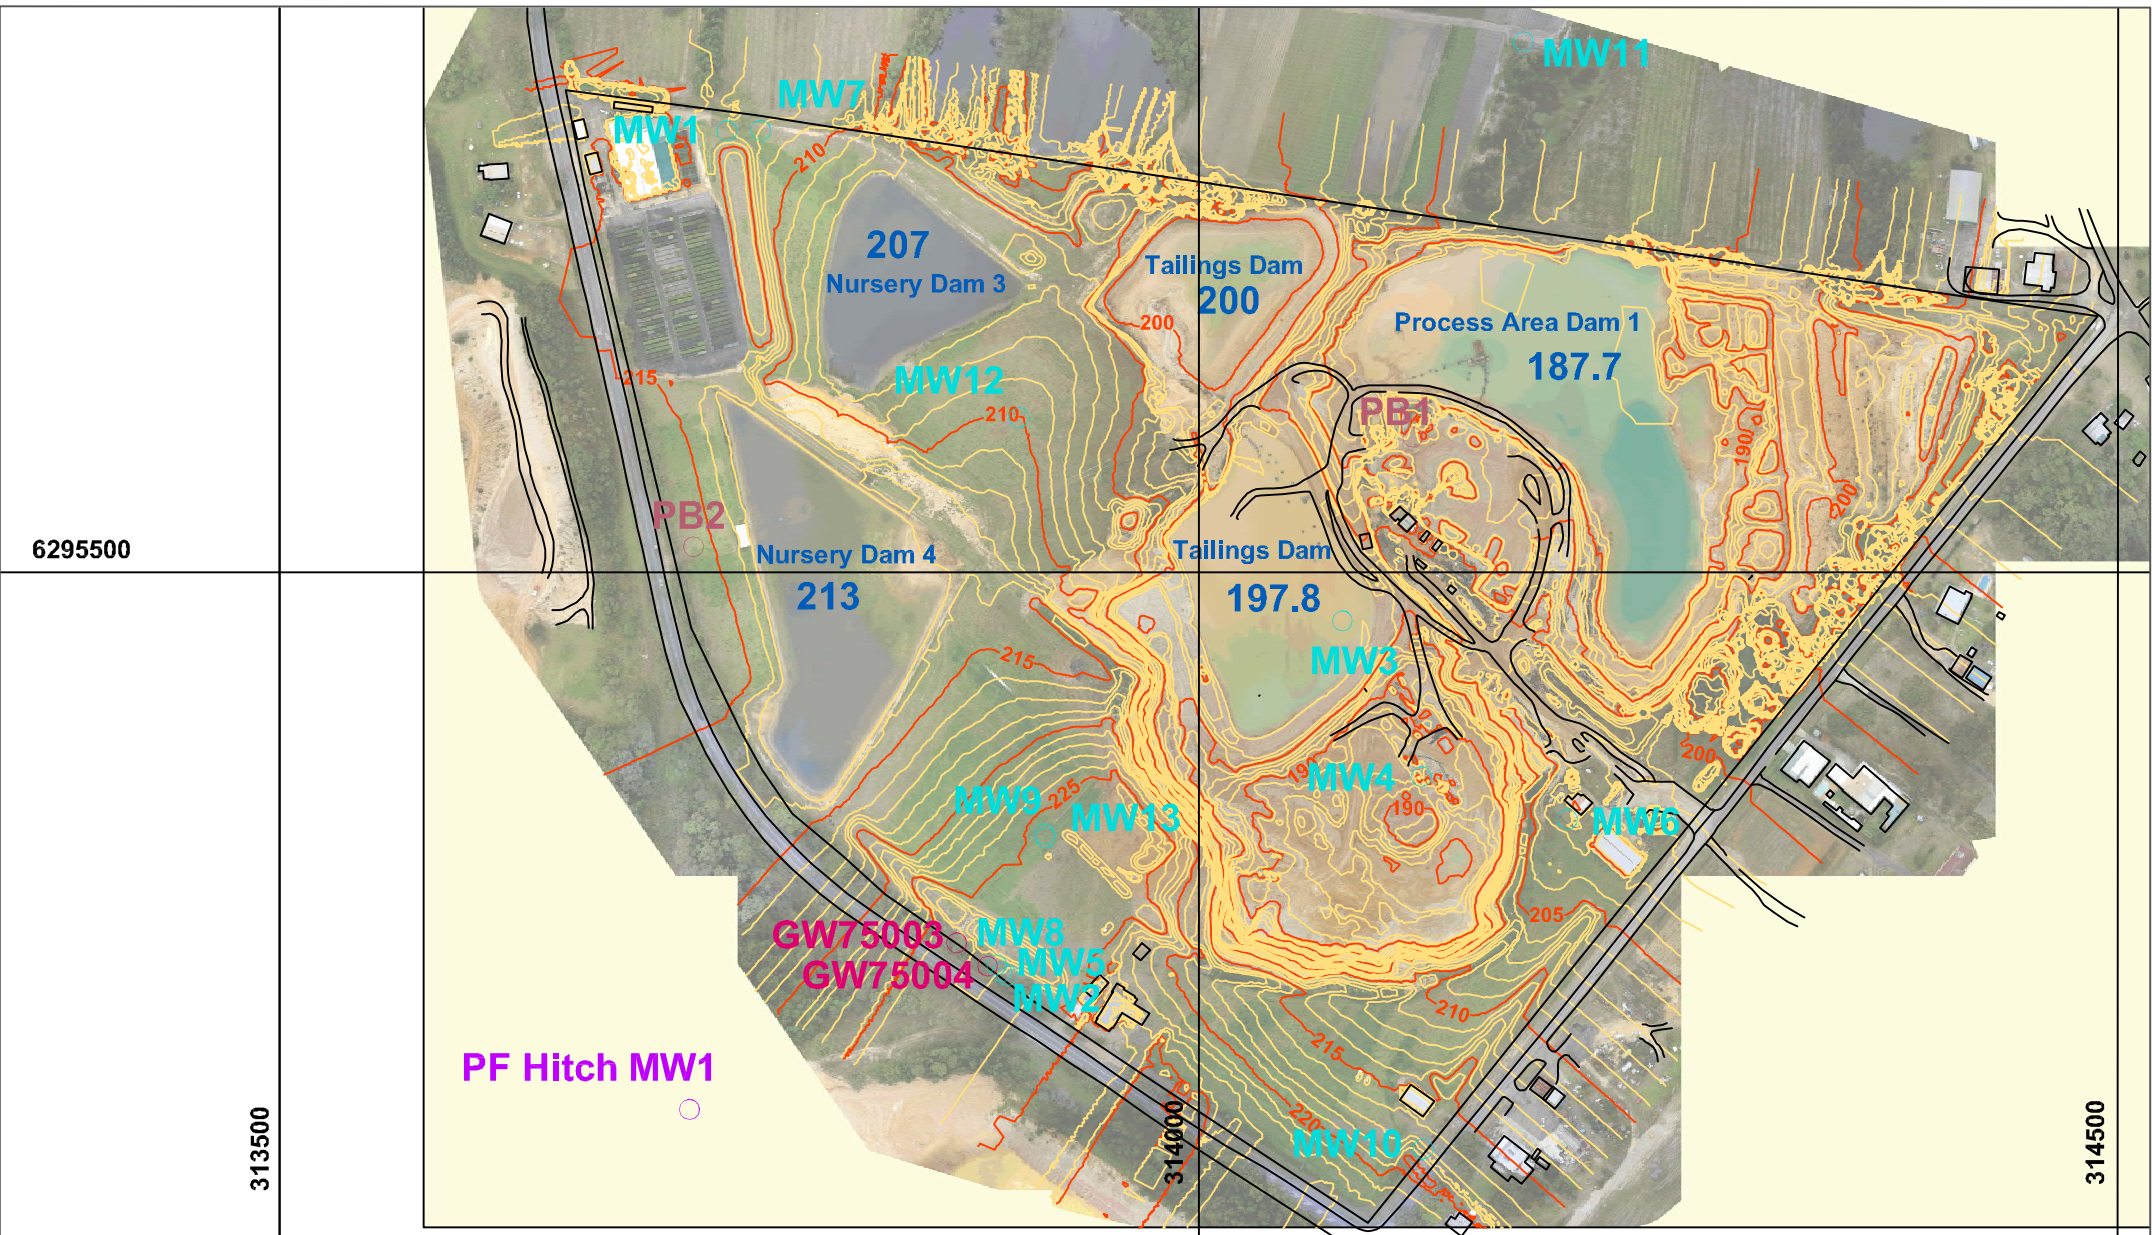 MW11
MW7
MW1
210
207
Nursery Dam 3
Tailings Dam
200
200
Process Area Dam 1
187.7
215
MW12
210
PB1
190
200
PB2
6295500
Nursery Dam 4
213
Tailings Dam
197.8
MW3
215
200
190
MW4
190
MW9
225
MW13
MW6
205
GW75003
MW8
GW75004
MW5
MW2
210
215
PF Hitch MW1
220
MW10
313500
314000
314500